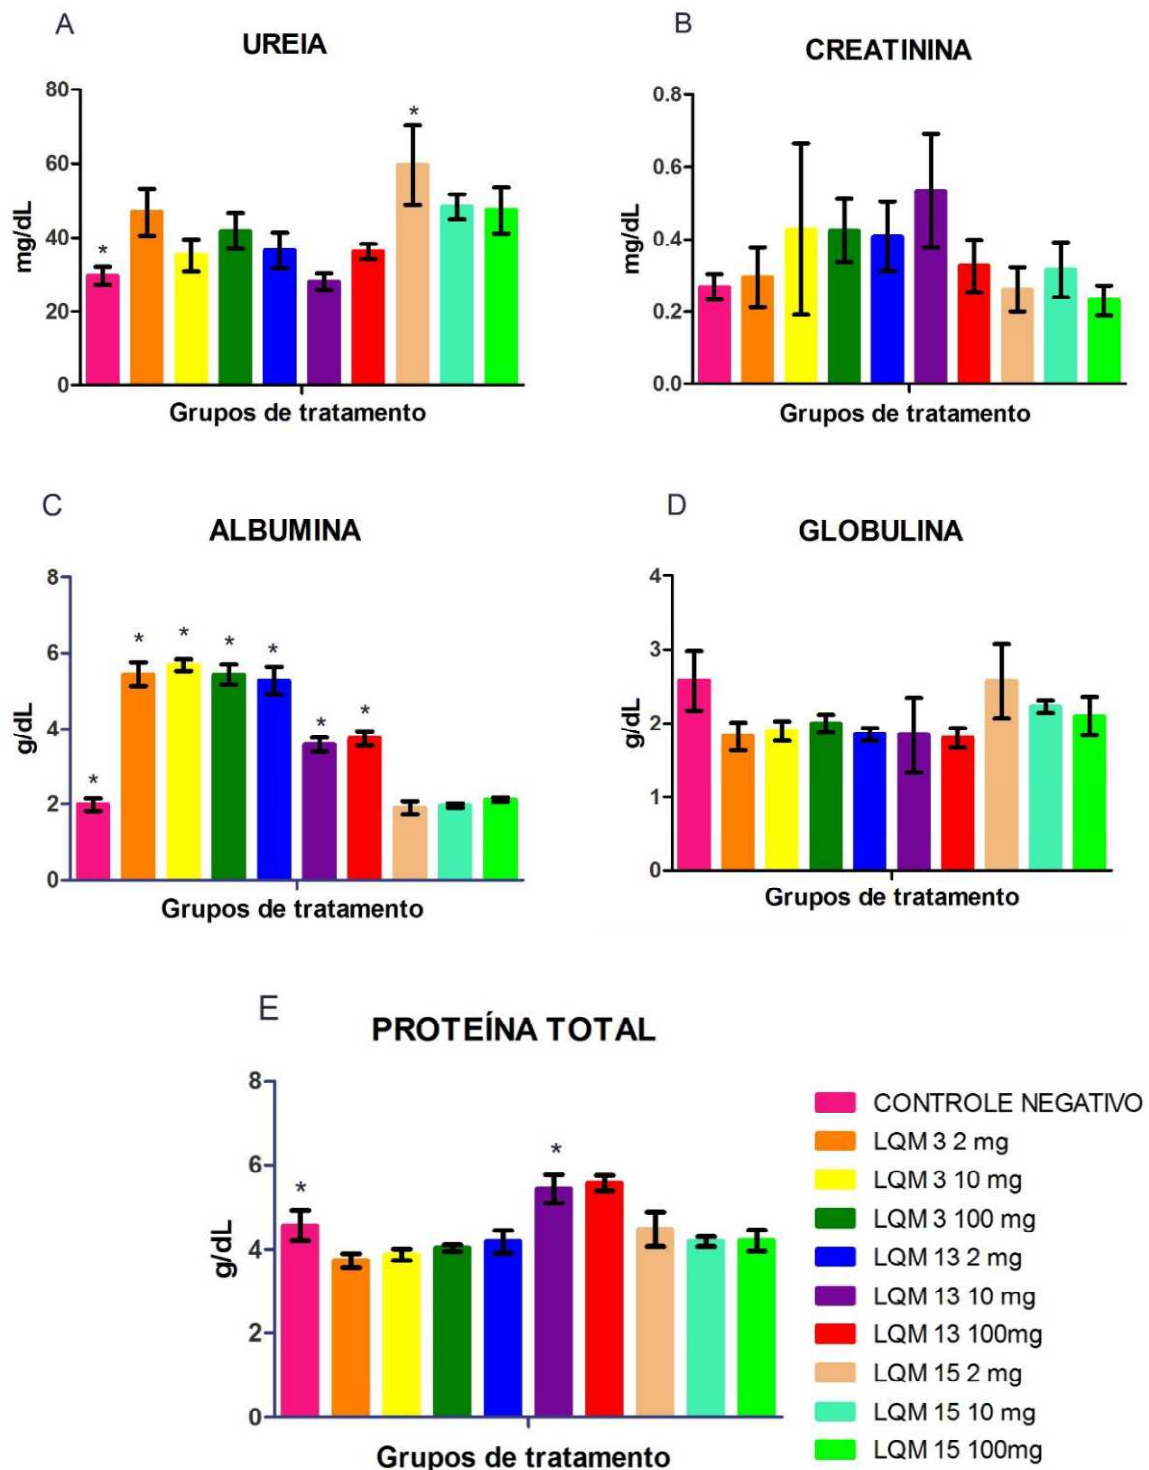 A
UREIA
80
60
40
20
0
mg/dL
*
*
Grupos de tratamento
B
CREATININA
0.8
0.6
0.4
0.2
0.0
mg/dL
Grupos de tratamento
C
ALBUMINA
8
6
4
2
0
g/dL
*
*
*
*
*
*
*
Grupos de tratamento
D
GLOBULINA
4
3
2
1
0
g/dL
Grupos de tratamento
E
PROTEÍNA TOTAL
8
6
4
2
0
g/dL
*
*
Grupos de tratamento
CONTROLE NEGATIVO
LQM 3 2 mg
LQM 3 10 mg
LQM 3 100 mg
LQM 13 2 mg
LQM 13 10 mg
LQM 13 100mg
LQM 15 2 mg
LQM 15 10 mg
LQM 15 100mg